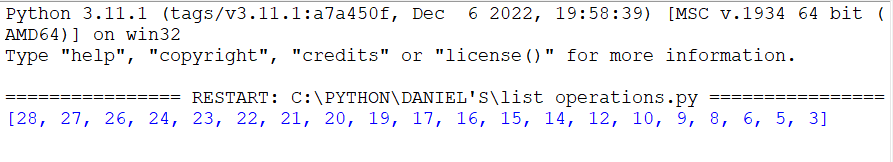 Python 3.11.1 (tags/v3.11.1:a7a450f, Dec  6 2022, 19:58:39) [MSC v.1934 64 bit (
AMD64)] on win32
Type "help", "copyright", "credits" or "license()" for more information.
================ RESTART: C:\PYTHON\DANIEL'S\list operations.py ================
[28, 27, 26, 24, 23, 22, 21, 20, 19, 17, 16, 15, 14, 12, 10, 9, 8, 6, 5, 3]